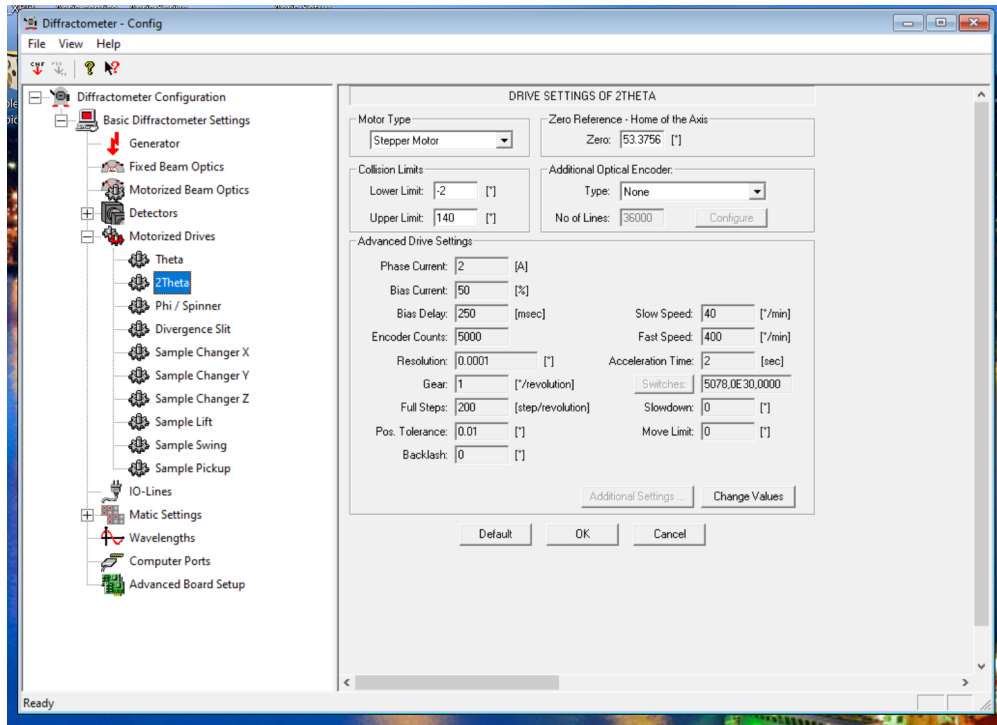 Diffractometer - Config
File View Help
Diffractometer Configuration
Basic Diffractometer Settings
Generator
Fixed Beam Optics
Motorized Beam Optics
Detectors
Motorized Drives
Theta
2Theta
Phi / Spinner
Divergence Slit
Sample Changer X
Sample Changer Y
Sample Changer Z
Sample Lift
Sample Swing
Sample Pickup
IO-Lines
Matic Settings
Wavelengths
Computer Ports
Advanced Board Setup
DRIVE SETTINGS OF 2THETA
Motor Type
Stepper Motor
Zero Reference - Home of the Axis
Zero: 53.3756 [°]
Collision Limits
Lower Limit: -2 [°]
Upper Limit: 140 [°]
Additional Optical Encoder:
Type: None
No of Lines: 36000 Configure
Advanced Drive Settings
Phase Current: 2 [A]
Bias Current: 50 [%]
Bias Delay: 250 [msec] Slow Speed: 40 [°/min]
Encoder Counts: 5000 Fast Speed: 400 [°/min]
Resolution: 0.0001 [°] Acceleration Time: 2 [sec]
Gear: 1 [°/revolution] Switches: 5078,0E30,0000
Full Steps: 200 [step/revolution] Slowdown: 0 [°]
Pos. Tolerance: 0.01 [°] Move Limit: 0 [°]
Backlash: 0 [°]
Additional Settings ... Change Values
Default OK Cancel
Ready